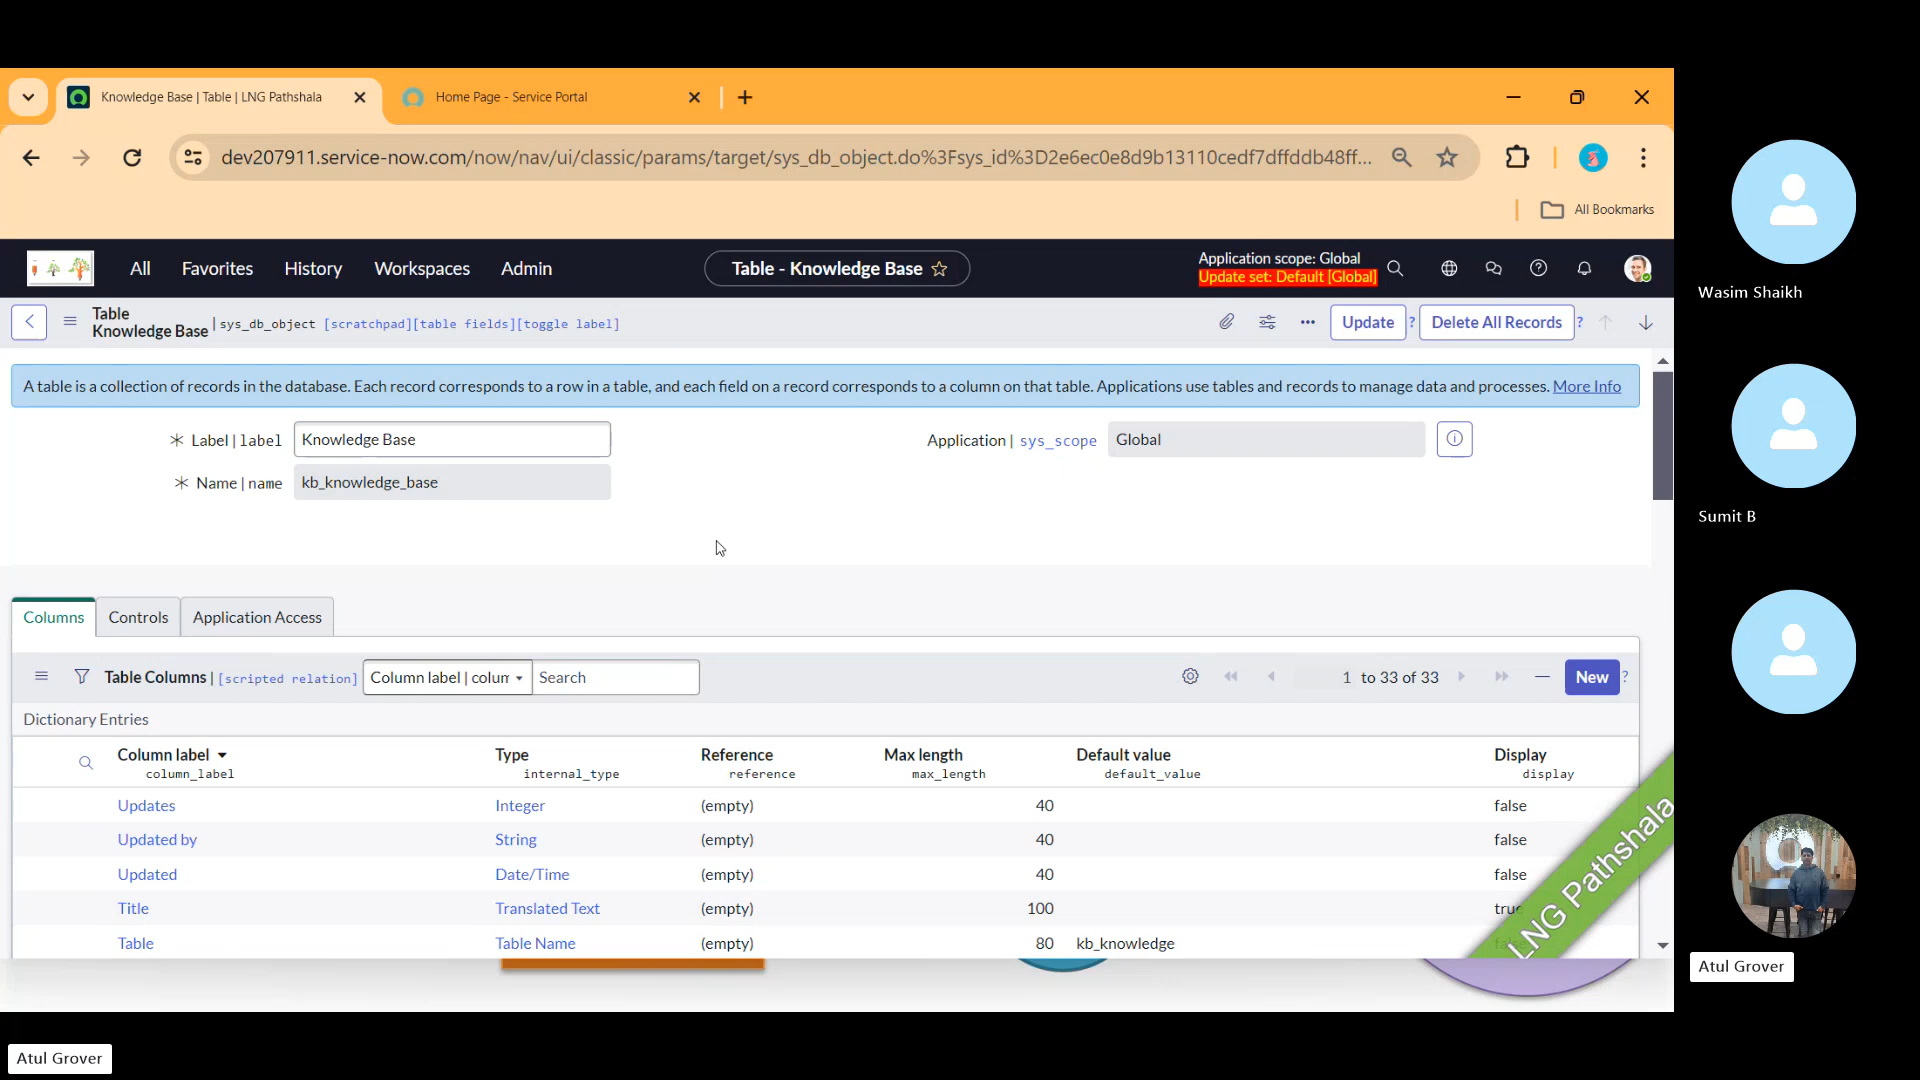 Knowledge Base | Table | LNG Pathshala
Home Page - Service Portal
dev207911.service-now.com/now/nav/ui/classic/params/target/sys_db_object.do%3Fsys_id%3D2e6ec0e8d9b13110cedf7dffddb48ff...
All Bookmarks
All Favorites History Workspaces Admin
Table - Knowledge Base
Application scope: Global
Update set: Default [Global]
Table
Knowledge Base | sys_db_object [scratchpad][table fields][toggle label]
Update ? Delete All Records ?
A table is a collection of records in the database. Each record corresponds to a row in a table, and each field on a record corresponds to a column on that table. Applications use tables and records to manage data and processes. More Info
Label | label Knowledge Base
Application | sys_scope Global
Name | name kb_knowledge_base
Columns Controls Application Access
Table Columns | [scripted relation] Column label | colum Search 1 to 33 of 33 New ?
Dictionary Entries
Column label Type Reference Max length Default value Display
column_label internal_type reference max_length default_value display
Updates Integer (empty) 40 false
Updated by String (empty) 40 false
Updated Date/Time (empty) 40 false
Title Translated Text (empty) 100 true
Table Table Name (empty) 80 kb_knowledge false
LNG Pathshala
Wasim Shaikh
Sumit B
Atul Grover
Atul Grover